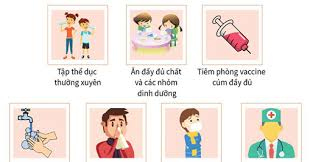 Tập thể dục
thường xuyên
Ăn đầy đủ chất
và các nhóm
dinh dưỡng
Tiêm phòng vaccine
cúm đầy đủ